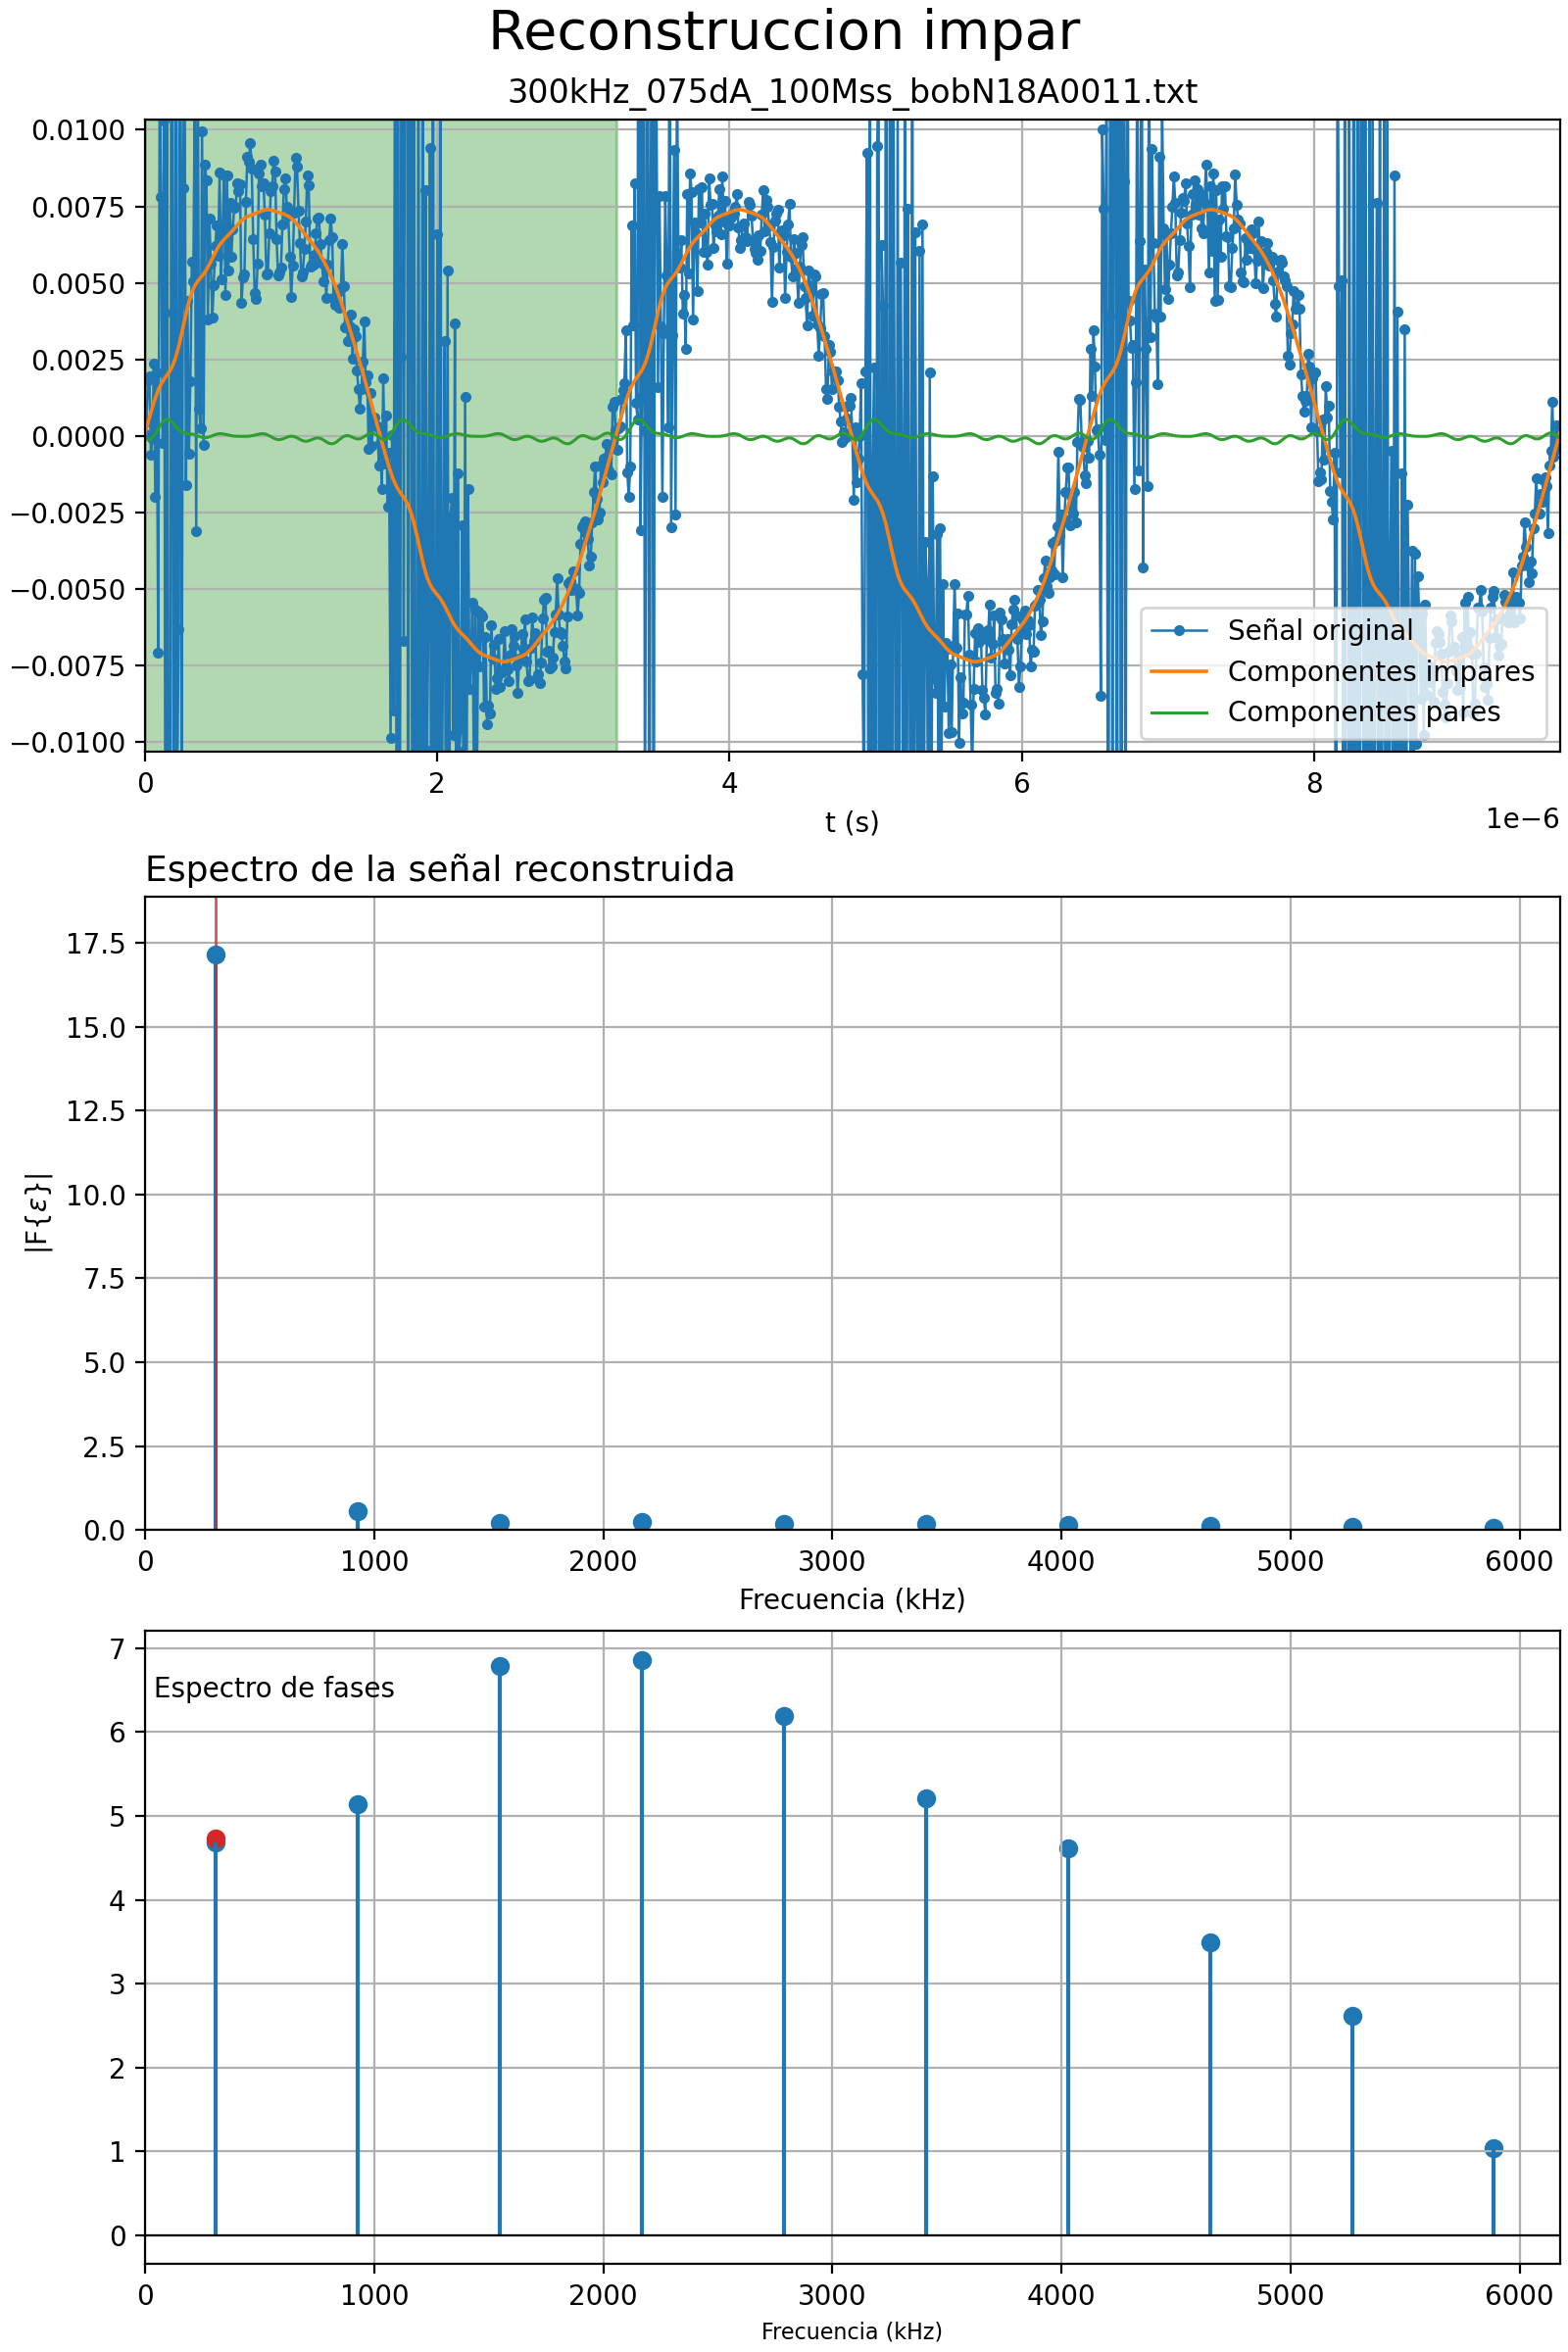 Reconstruccion impar
300kHz_075dA_100Mss_bobN18A0011.txt
0.0100
0.0075
0.0050
0.0025
0.0000
−0.0025
−0.0050
−0.0075
−0.0100
Señal original
Componentes impares
Componentes pares
0 2 4 6 8
t (s)
1e−6
Espectro de la señal reconstruida
17.5
15.0
12.5
10.0
7.5
5.0
2.5
0.0
|F{ε}|
0 1000 2000 3000 4000 5000 6000
Frecuencia (kHz)
7
Espectro de fases
6
5
4
3
2
1
0
0 1000 2000 3000 4000 5000 6000
Frecuencia (kHz)